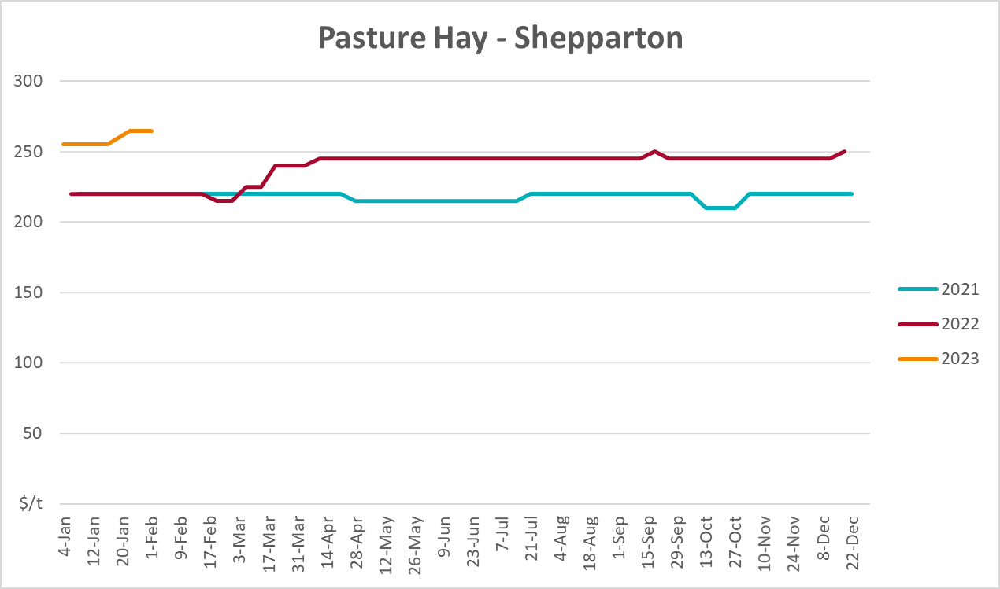 Pasture Hay - Shepparton
300
250
200
150
100
50
$/t
4-Jan
12-Jan
20-Jan
1-Feb
9-Feb
17-Feb
3-Mar
17-Mar
31-Mar
14-Apr
28-Apr
12-May
26-May
9-Jun
23-Jun
7-Jul
21-Jul
4-Aug
18-Aug
1-Sep
15-Sep
29-Sep
13-Oct
27-Oct
10-Nov
24-Nov
8-Dec
22-Dec
2021
2022
2023